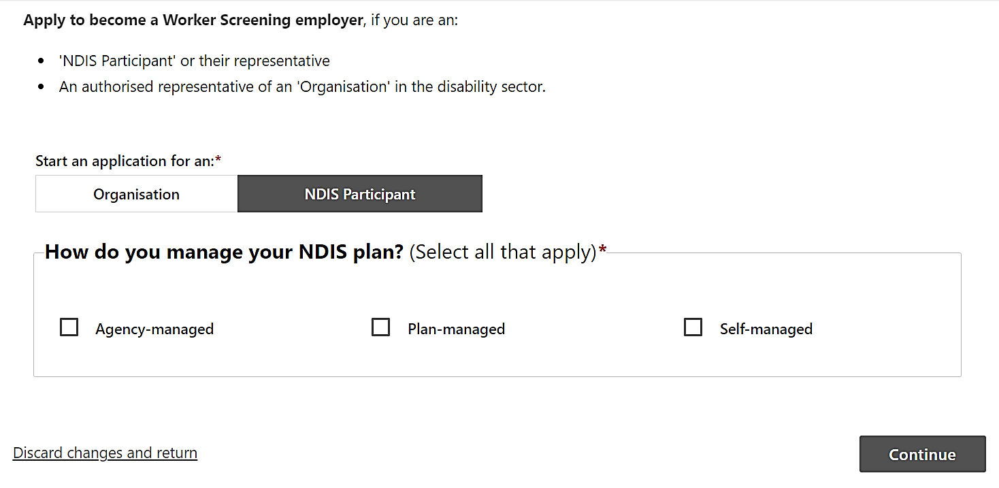 Apply to become a Worker Screening employer, if you are an:
• 'NDIS Participant' or their representative
• An authorised representative of an 'Organisation' in the disability sector.
Start an application for an:*
Organisation NDIS Participant
How do you manage your NDIS plan? (Select all that apply)*
Agency-managed Plan-managed Self-managed
Discard changes and return Continue